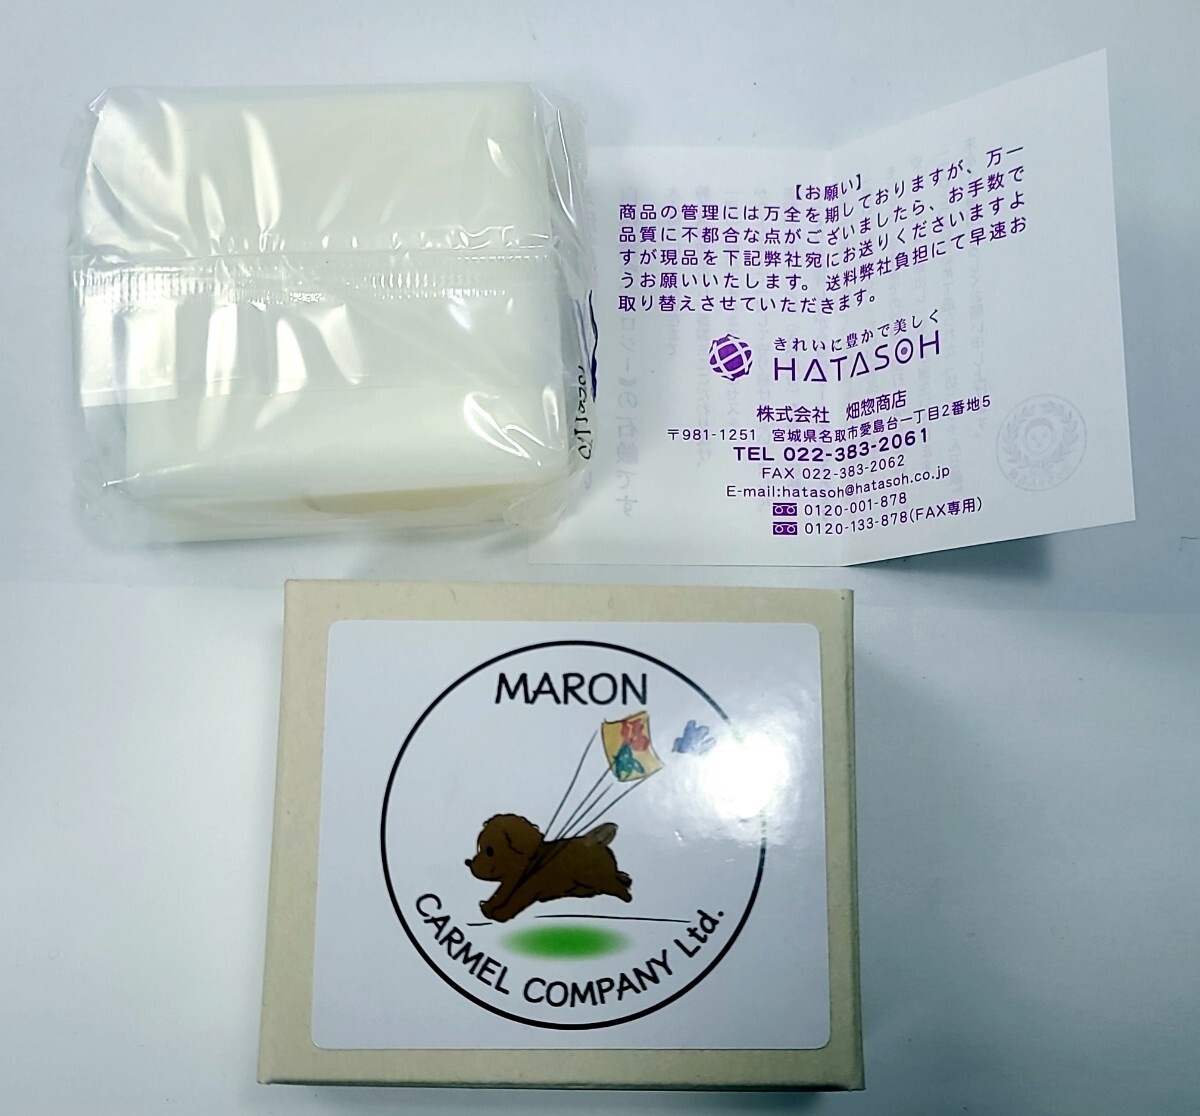 【お願い】
商品の管理には万全を期しておりますが、万一
品質に不都合な点がございましたら、お手数で
すが現品を下記弊社宛にお送りくださいますよ
うお願いいたします。送料弊社負担にて早速お
取り替えさせていただきます。
きれいに豊かで美しく
HATASOH
株式会社 畑惣商店
〒981-1251 宮城県名取市愛島台一丁目2番地5
TEL 022-383-2061
FAX 022-383-2062
E-mail:hatasoh@hatasoh.co.jp
0120-001-878
0120-133-878(FAX専用)
MARON
CARMEL COMPANY Ltd.